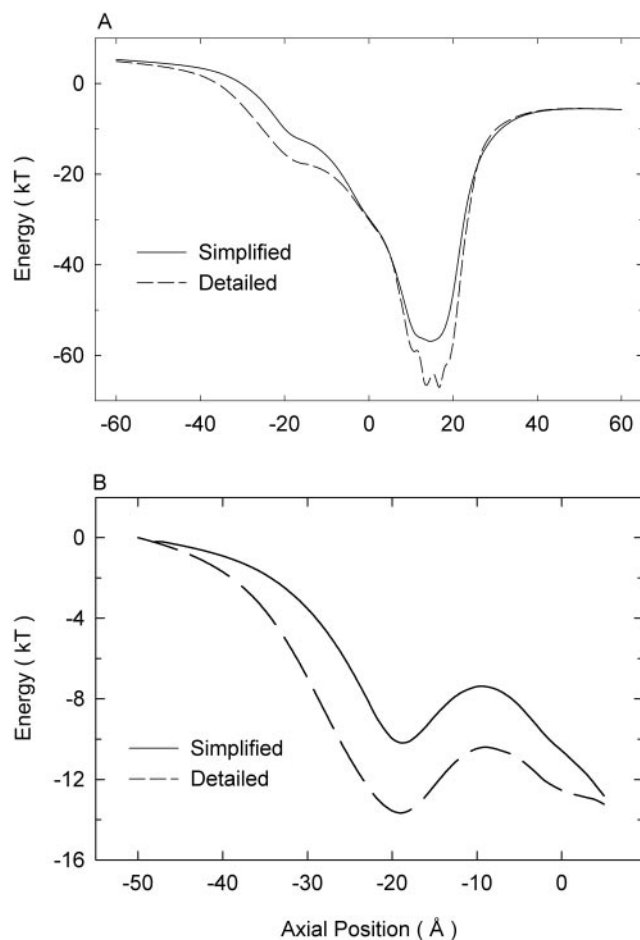 A
0
-20
-40
-60
Energy ( kT )
Simplified
Detailed
-60 -40 -20 0 20 40 60
B
0
-4
-8
-12
-16
Energy ( kT )
Simplified
Detailed
-50 -40 -30 -20 -10 0
Axial Position ( Å )